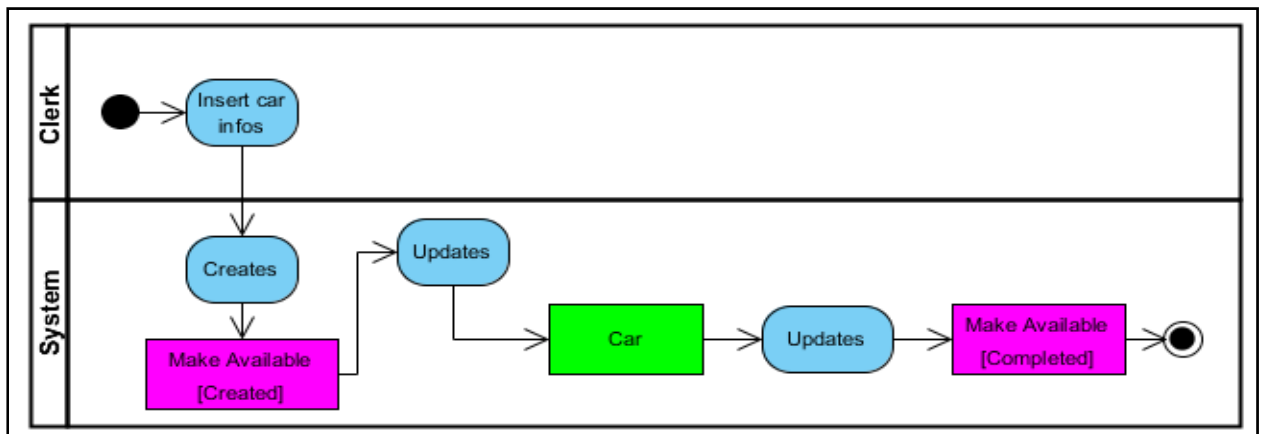 Clerk
Insert car
infos
System
Creates
Make Available
[Created]
Updates
Car
Updates
Make Available
[Completed]